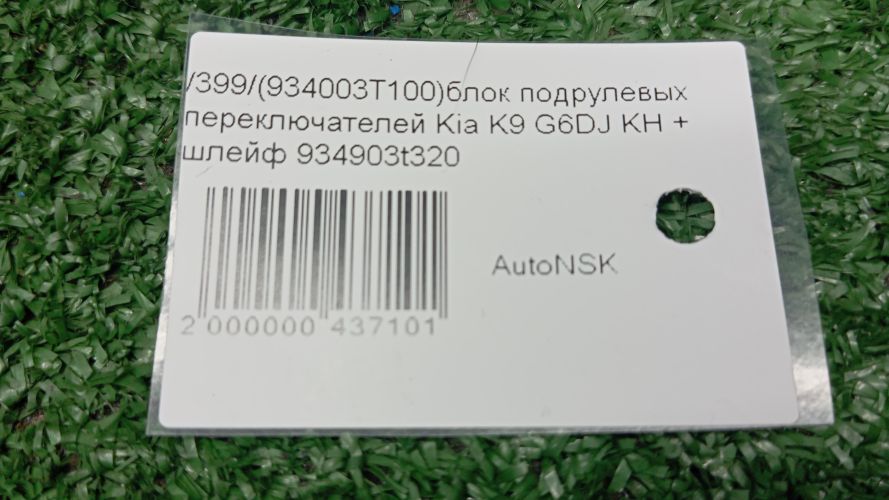 /399/(934003T100)блок подрулевых
переключателей Kia K9 G6DJ KH +
шлейф 934903t320
AutoNSK
2 000000 437101